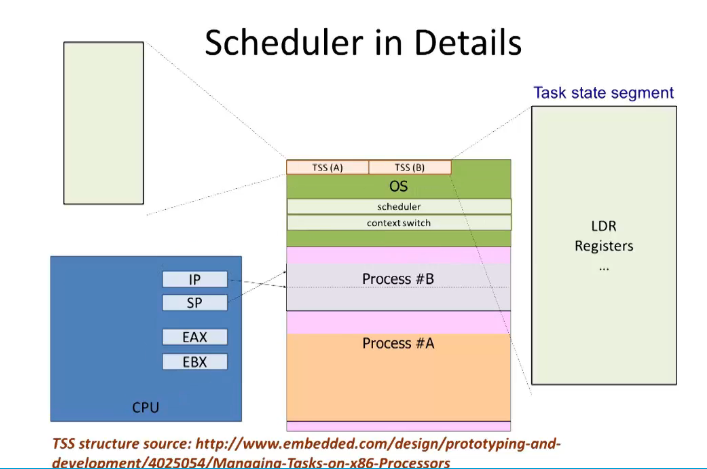 Scheduler in Details
Task state segment
TSS (A)
TSS (B)
OS
scheduler
context switch
LDR
Registers
...
IP
SP
EAX
EBX
CPU
Process #B
Process #A
TSS structure source: http://www.embedded.com/design/prototyping-and-
development/4025054/Managing-Tasks-on-x86-Processors